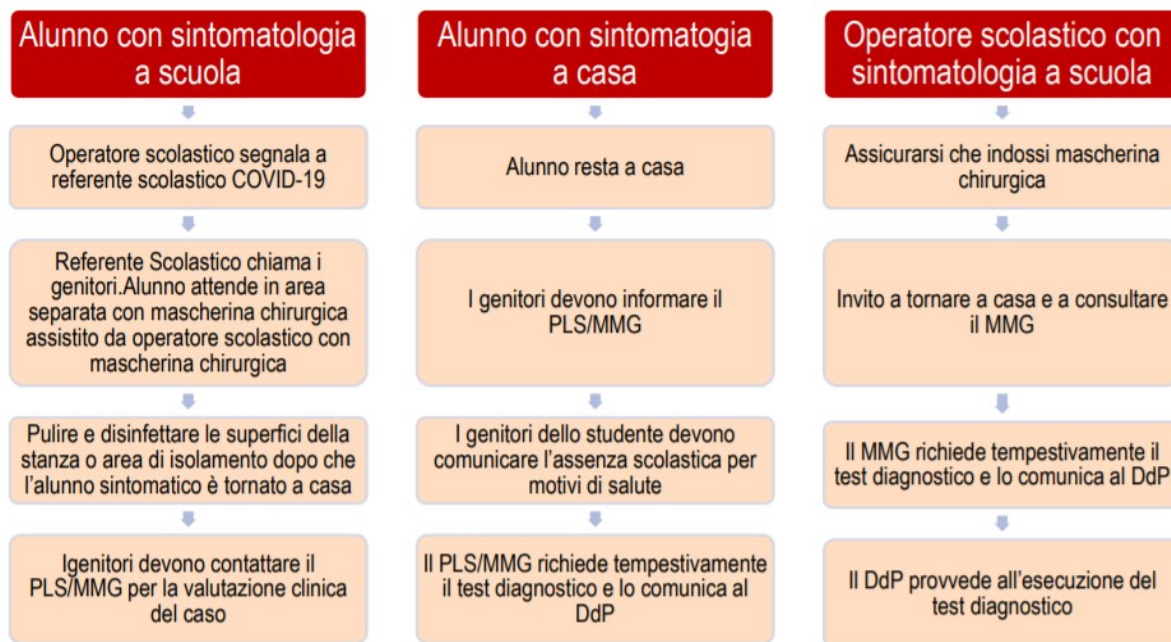 Alunno con sintomatologia
a scuola
Operatore scolastico segnala a
referente scolastico COVID-19
Referente Scolastico chiama i
genitori.Alunno attende in area
separata con mascherina chirurgica
assistito da operatore scolastico con
mascherina chirurgica
Pulire e disinfettare le superfici della
stanza o area di isolamento dopo che
l'alunno sintomatico è tornato a casa
Igenitori devono contattare il
PLS/MMG per la valutazione clinica
del caso
Alunno con sintomatogia
a casa
Alunno resta a casa
I genitori devono informare il
PLS/MMG
I genitori dello studente devono
comunicare l'assenza scolastica per
motivi di salute
Il PLS/MMG richiede tempestivamente
il test diagnostico e lo comunica al
DdP
Operatore scolastico con
sintomatologia a scuola
Assicurarsi che indossi mascherina
chirurgica
Invito a tornare a casa e a consultare
il MMG
Il MMG richiede tempestivamente il
test diagnostico e lo comunica al DdP
Il DdP provvede all'esecuzione del
test diagnostico